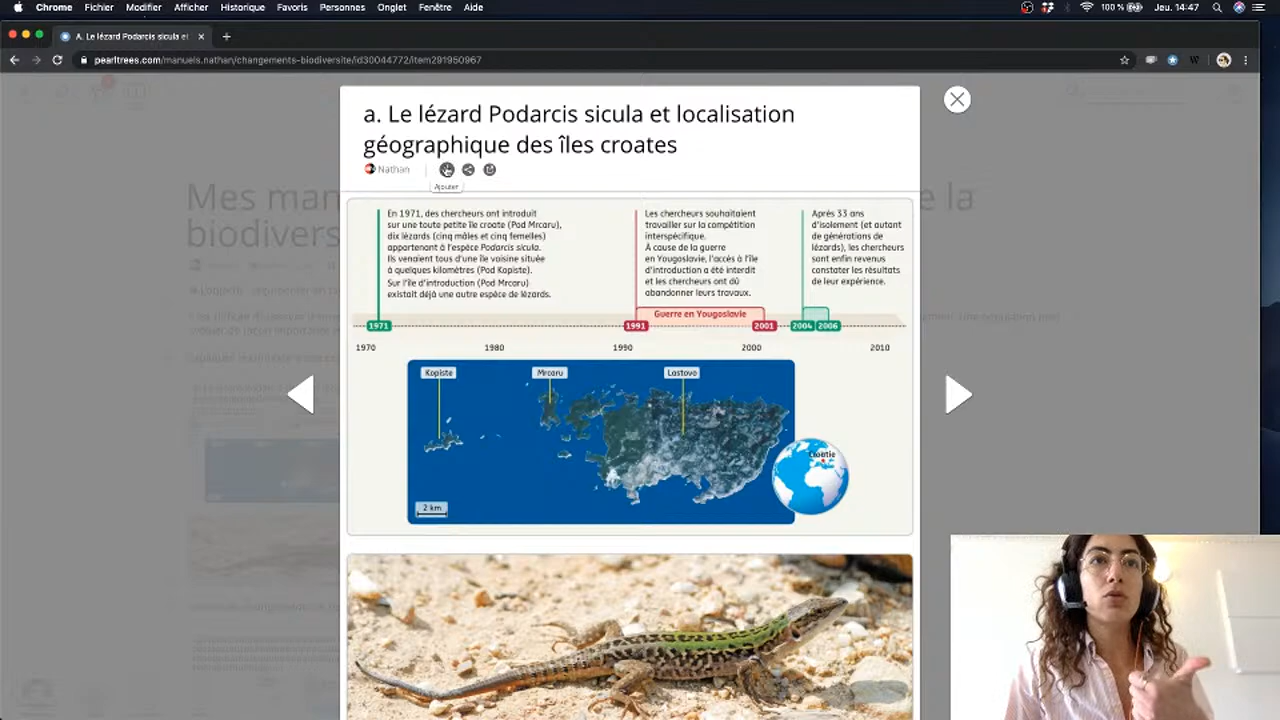 Chrome Fichier Modifier Afficher Historique Favoris Personnes Onglet Fenêtre Aide
100 % Jeu. 14:47
A. Le lézard Podarcis sicula et
pearltrees.com/manuels.nathan/changements-biodiversite/id30044772/item291950967
a. Le lézard Podarcis sicula et localisation
géographique des îles croates
Nathan
Ajouter
Mes man
e la
biodivers
En 1971, des chercheurs ont introduit
sur une toute petite île croate (Pod Mrcaru),
dix lézards (cinq mâles et cinq femelles)
appartenant à l'espèce Podarcis sicula.
Ils venaient tous d'une île voisine située
à quelques kilomètres (Pod Kopiste).
Sur l'île d'introduction (Pod Mrcaru)
existait déjà une autre espèce de lézards.
Les chercheurs souhaitaient
travailler sur la compétition
interspécifique.
À cause de la guerre
en Yougoslavie, l'accès à l'île
d'introduction a été interdit
et les chercheurs ont dû
abandonner leurs travaux.
Après 33 ans
d'isolement (et autant
de générations de
lézards), les chercheurs
sont enfin revenus
constater les résultats
de leur expérience.
Guerre en Yougoslavie
1971 1991 2001 2004 2006
1970 1980 1990 2000 2010
Kopiste Mrcaru Lastovo
Croatie
2 km